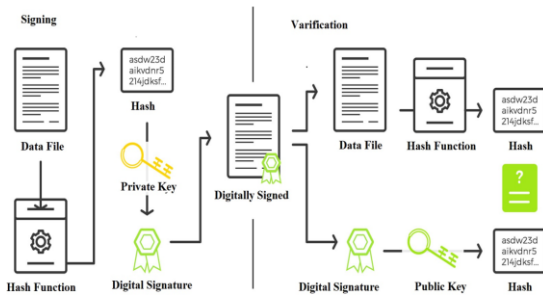 Signing
Varification
asdw23d
aikvdnr5
214jdksf...
Hash
Data File
Private Key
Hash Function
Digital Signature
Digitally Signed
Data File
Hash Function
asdw23d
aikvdnr5
214jdksf...
Hash
?
Digital Signature
Public Key
asdw23d
aikvdnr5
214jdksf...
Hash